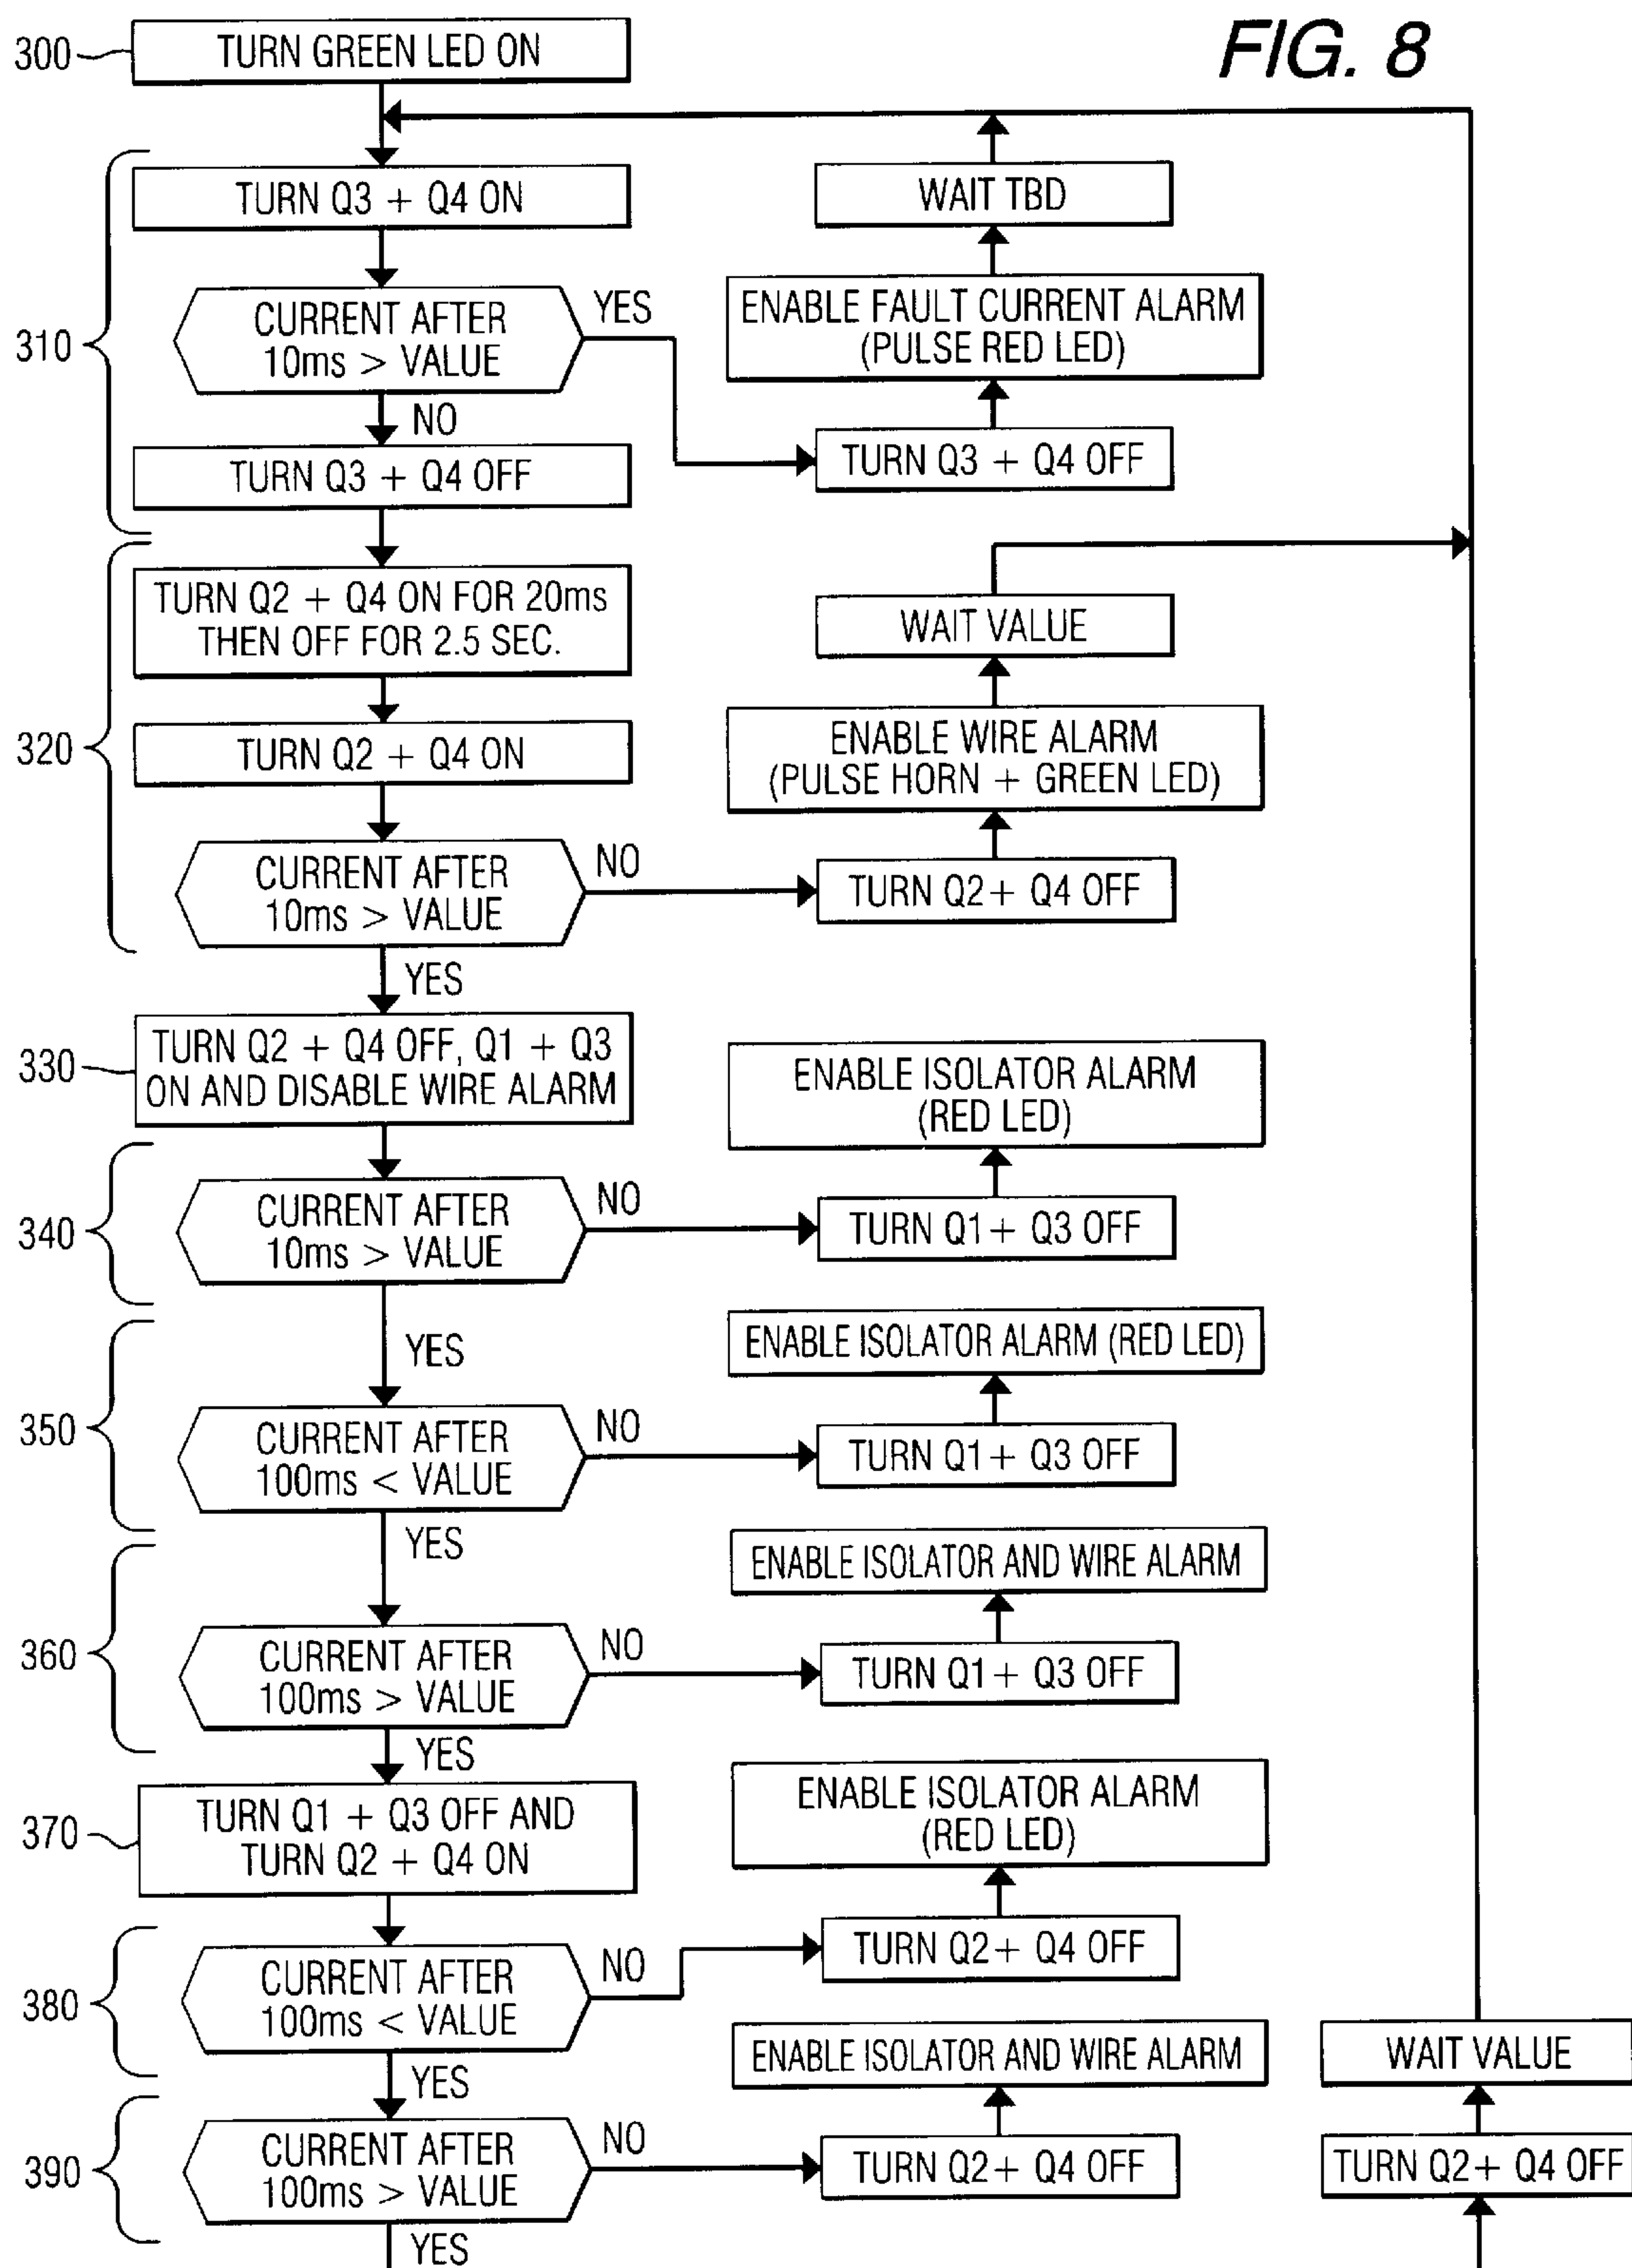 FIG. 8
300
TURN GREEN LED ON
310
TURN Q3 + Q4 ON
CURRENT AFTER
10ms > VALUE
YES
NO
TURN Q3 + Q4 OFF
WAIT TBD
ENABLE FAULT CURRENT ALARM
(PULSE RED LED)
TURN Q3 + Q4 OFF
320
TURN Q2 + Q4 ON FOR 20ms
THEN OFF FOR 2.5 SEC.
TURN Q2 + Q4 ON
CURRENT AFTER
10ms > VALUE
NO
YES
WAIT VALUE
ENABLE WIRE ALARM
(PULSE HORN + GREEN LED)
TURN Q2+ Q4 OFF
330
TURN Q2 + Q4 OFF, Q1 + Q3
ON AND DISABLE WIRE ALARM
340
CURRENT AFTER
10ms > VALUE
NO
YES
ENABLE ISOLATOR ALARM
(RED LED)
TURN Q1+ Q3 OFF
350
CURRENT AFTER
100ms < VALUE
NO
YES
ENABLE ISOLATOR ALARM (RED LED)
TURN Q1+ Q3 OFF
360
CURRENT AFTER
100ms > VALUE
NO
YES
ENABLE ISOLATOR AND WIRE ALARM
TURN Q1+ Q3 OFF
370
TURN Q1 + Q3 OFF AND
TURN Q2 + Q4 ON
380
CURRENT AFTER
100ms < VALUE
NO
YES
ENABLE ISOLATOR ALARM
(RED LED)
TURN Q2+ Q4 OFF
390
CURRENT AFTER
100ms > VALUE
NO
YES
ENABLE ISOLATOR AND WIRE ALARM
TURN Q2+ Q4 OFF
WAIT VALUE
TURN Q2+ Q4 OFF